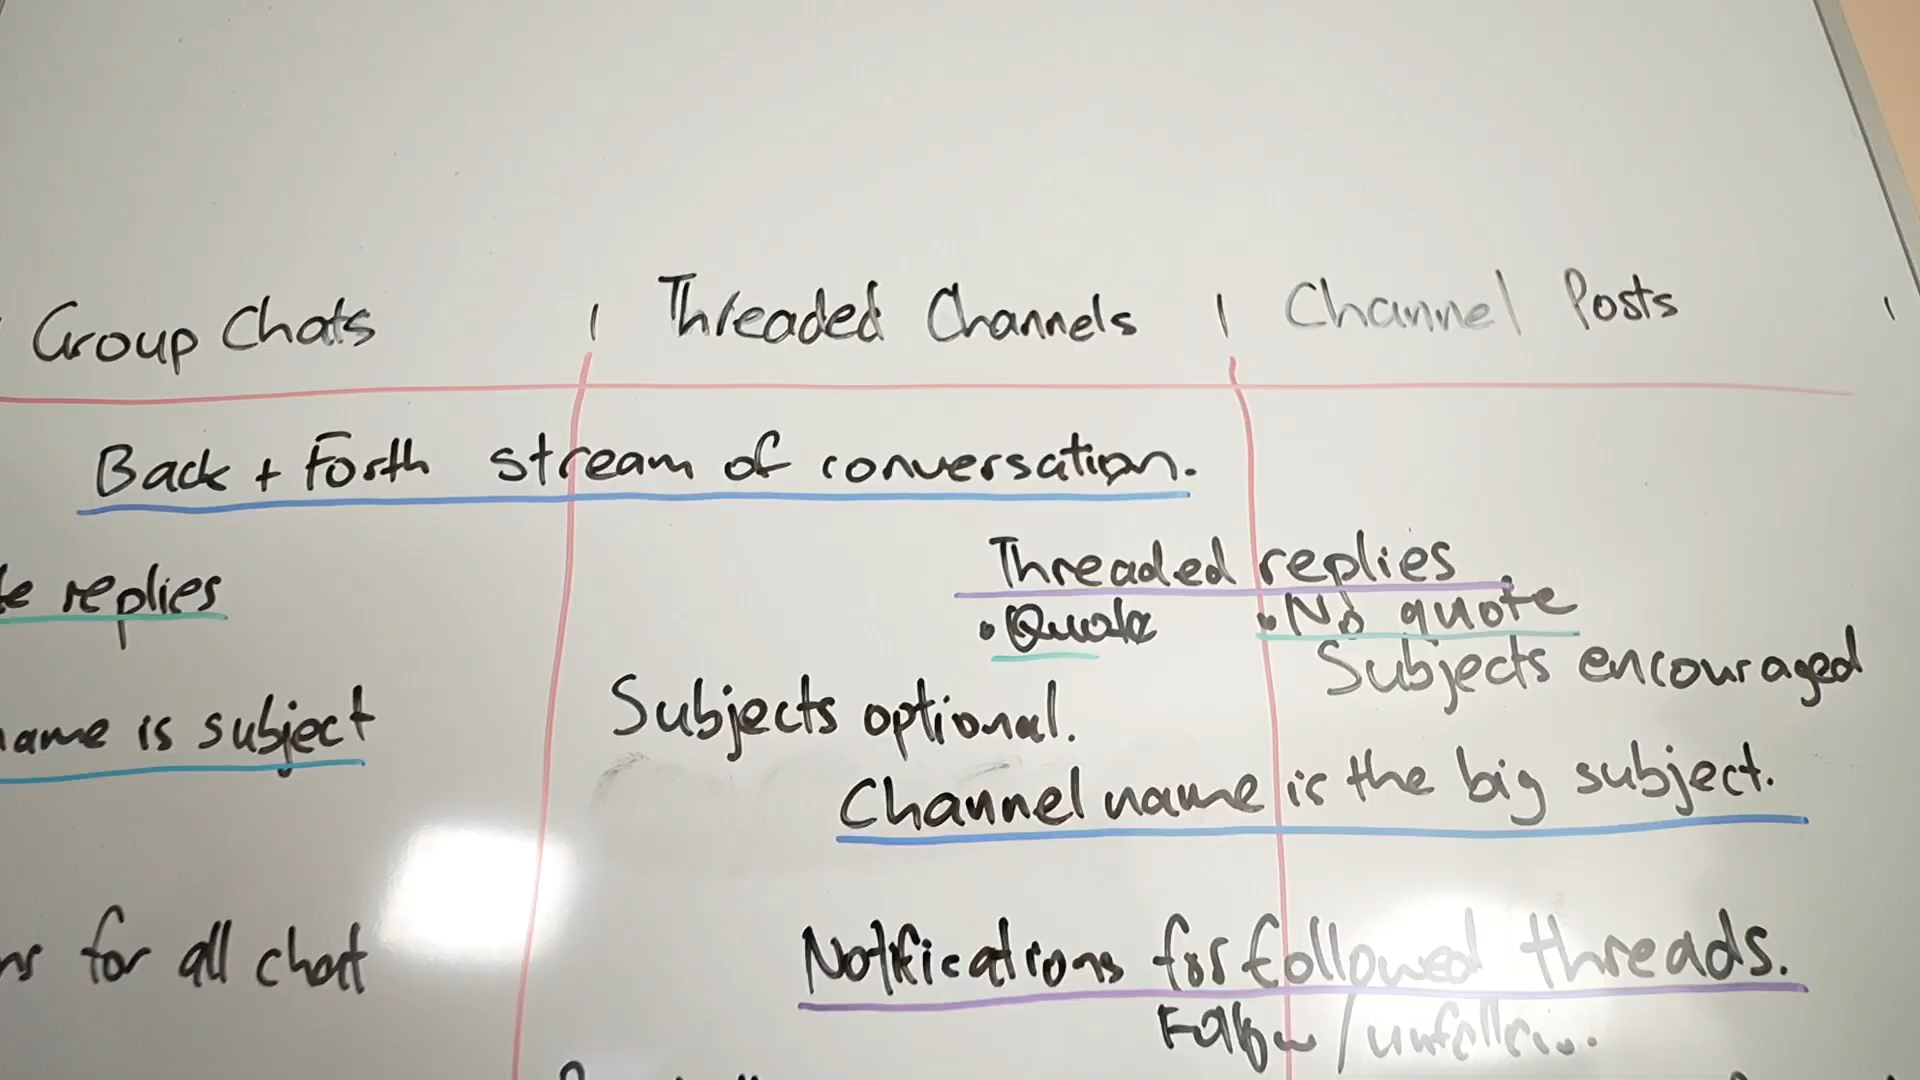 Group Chats | Threaded Channels | Channel Posts |
Back + Forth stream of conversation.
replies
Threaded replies
• Quote • No quote
Subjects encouraged
is subject
Subjects optional.
Channel name is the big subject.
for all chat
Notifications for followed threads.
Follow /